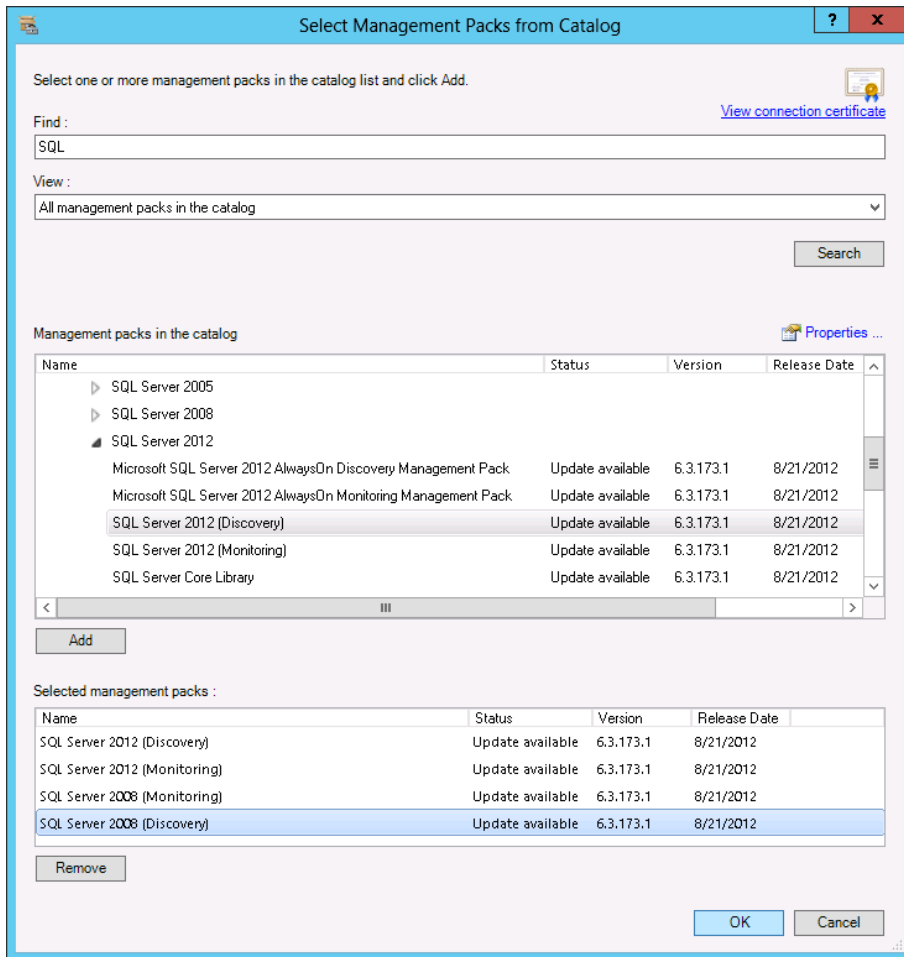 Select Management Packs from Catalog
? x
Select one or more management packs in the catalog list and click Add.
View connection certificate
Find :
SQL
View :
All management packs in the catalog
Search
Management packs in the catalog
Properties ...
Name Status Version Release Date
SQL Server 2005
SQL Server 2008
SQL Server 2012
Microsoft SQL Server 2012 AlwaysOn Discovery Management Pack Update available 6.3.173.1 8/21/2012
Microsoft SQL Server 2012 AlwaysOn Monitoring Management Pack Update available 6.3.173.1 8/21/2012
SQL Server 2012 (Discovery) Update available 6.3.173.1 8/21/2012
SQL Server 2012 (Monitoring) Update available 6.3.173.1 8/21/2012
SQL Server Core Library Update available 6.3.173.1 8/21/2012
Add
Selected management packs :
Name Status Version Release Date
SQL Server 2012 (Discovery) Update available 6.3.173.1 8/21/2012
SQL Server 2012 (Monitoring) Update available 6.3.173.1 8/21/2012
SQL Server 2008 (Monitoring) Update available 6.3.173.1 8/21/2012
SQL Server 2008 (Discovery) Update available 6.3.173.1 8/21/2012
Remove
OK Cancel